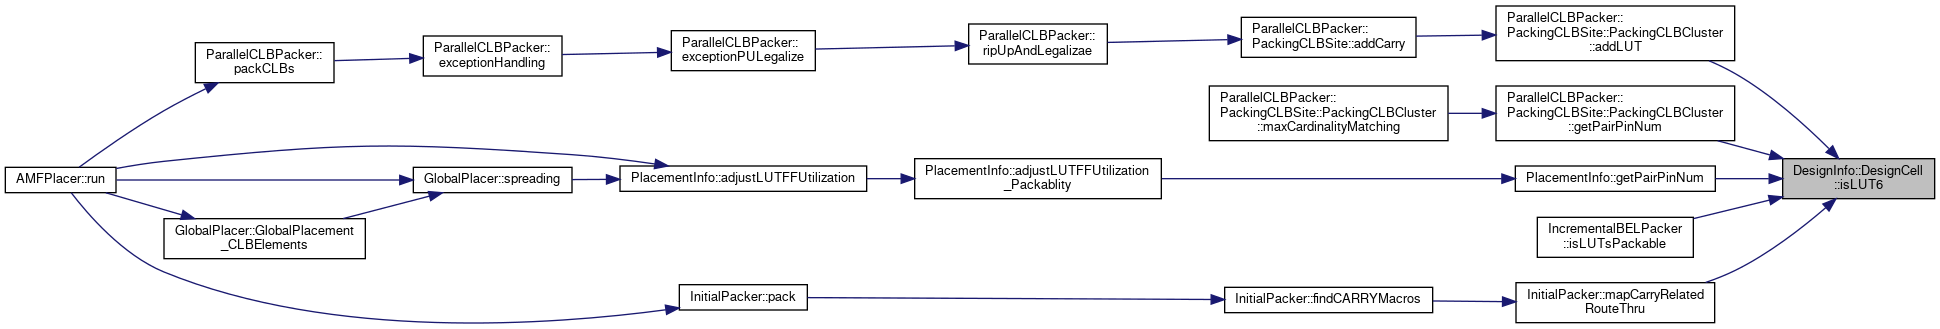 ParallelCLBPacker::
packCLBs
ParallelCLBPacker::
exceptionHandling
ParallelCLBPacker::
exceptionPULegalize
ParallelCLBPacker::
ripUpAndLegalizae
ParallelCLBPacker::
PackingCLBSite::addCarry
ParallelCLBPacker::
PackingCLBSite::PackingCLBCluster
::addLUT
ParallelCLBPacker::
PackingCLBSite::PackingCLBCluster
::maxCardinalityMatching
ParallelCLBPacker::
PackingCLBSite::PackingCLBCluster
::getPairPinNum
AMFPlacer::run
GlobalPlacer::spreading
PlacementInfo::adjustLUTFFUtilization
PlacementInfo::adjustLUTFFUtilization
_Packablity
PlacementInfo::getPairPinNum
DesignInfo::DesignCell
::isLUT6
GlobalPlacer::GlobalPlacement
_CLBElements
IncrementalBELPacker
::isLUTsPackable
InitialPacker::pack
InitialPacker::findCARRYMacros
InitialPacker::mapCarryRelated
RouteThru